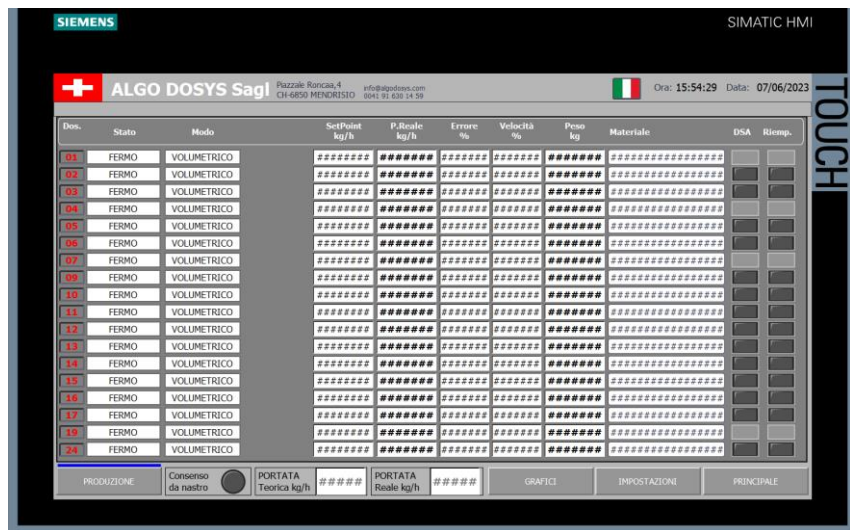 SIEMENS SIMATIC HMI
TOUCH
ALGO DOSYS Sagl Piazzale Roncaa,4 info@algodosys.com Ora: 15:54:29 Data: 07/06/2023
CH-6850 MENDRISIO 0041 91 630 14 59
Dos. Stato Modo SetPoint kg/h P.Reale kg/h Errore % Velocità % Peso kg Materiale DSA Riemp.
01 FERMO VOLUMETRICO ######## ####### ####### ####### ####### #################
02 FERMO VOLUMETRICO ######## ####### ####### ####### ####### #################
03 FERMO VOLUMETRICO ######## ####### ####### ####### ####### #################
04 FERMO VOLUMETRICO ######## ####### ####### ####### ####### #################
05 FERMO VOLUMETRICO ######## ####### ####### ####### ####### #################
06 FERMO VOLUMETRICO ######## ####### ####### ####### ####### #################
07 FERMO VOLUMETRICO ######## ####### ####### ####### ####### #################
09 FERMO VOLUMETRICO ######## ####### ####### ####### ####### #################
10 FERMO VOLUMETRICO ######## ####### ####### ####### ####### #################
11 FERMO VOLUMETRICO ######## ####### ####### ####### ####### #################
12 FERMO VOLUMETRICO ######## ####### ####### ####### ####### #################
13 FERMO VOLUMETRICO ######## ####### ####### ####### ####### #################
14 FERMO VOLUMETRICO ######## ####### ####### ####### ####### #################
15 FERMO VOLUMETRICO ######## ####### ####### ####### ####### #################
16 FERMO VOLUMETRICO ######## ####### ####### ####### ####### #################
17 FERMO VOLUMETRICO ######## ####### ####### ####### ####### #################
19 FERMO VOLUMETRICO ######## ####### ####### ####### ####### #################
24 FERMO VOLUMETRICO ######## ####### ####### ####### ####### #################
PRODUZIONE Consenso da nastro PORTATA Teorica kg/h ##### PORTATA Reale kg/h ##### GRAFICI IMPOSTAZIONI PRINCIPALE